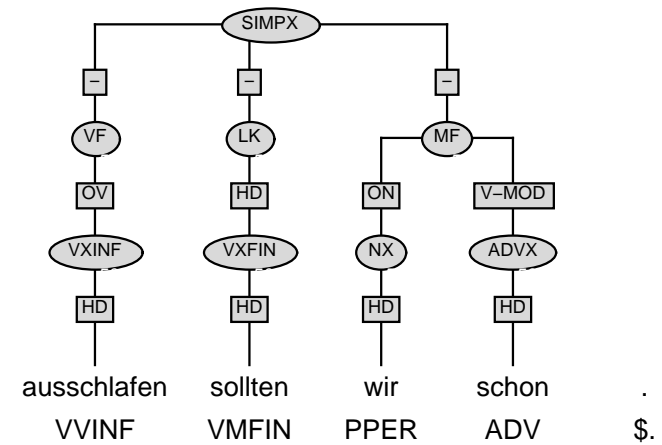 SIMPX
– – –
VF LK MF
OV HD ON V–MOD
VXINF VXFIN NX ADVX
HD HD HD HD
ausschlafen sollten wir schon .
VVINF VMFIN PPER ADV $.